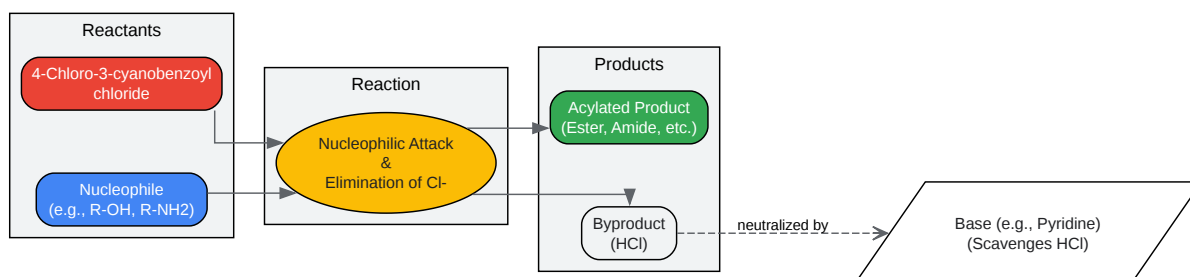 Reactants
4-Chloro-3-cyanobenzoyl
chloride
Nucleophile
(e.g., R-OH, R-NH2)
Reaction
Nucleophilic Attack
&
Elimination of Cl-
Products
Acylated Product
(Ester, Amide, etc.)
Byproduct
(HCl)
neutralized by
Base (e.g., Pyridine)
(Scavenges HCl)